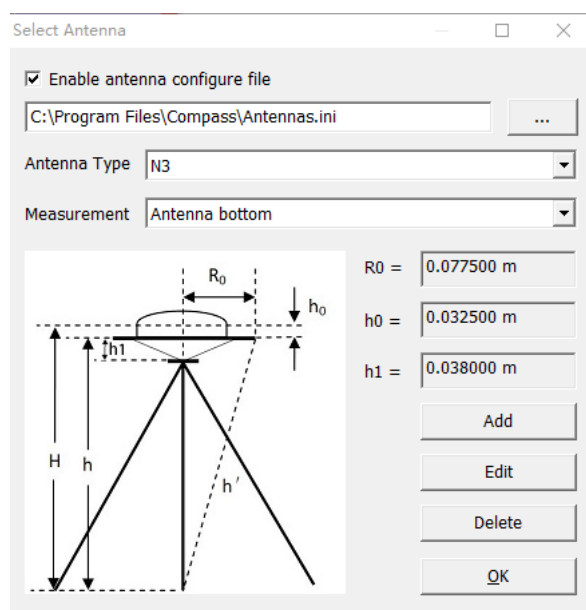 Select Antenna
Enable antenna configure file
C:\Program Files\Compass\Antennas.ini
...
Antenna Type N3
Measurement Antenna bottom
R0 = 0.077500 m
h0 = 0.032500 m
h1 = 0.038000 m
Add
Edit
Delete
OK
R₀
h₀
h1
H
h
h'